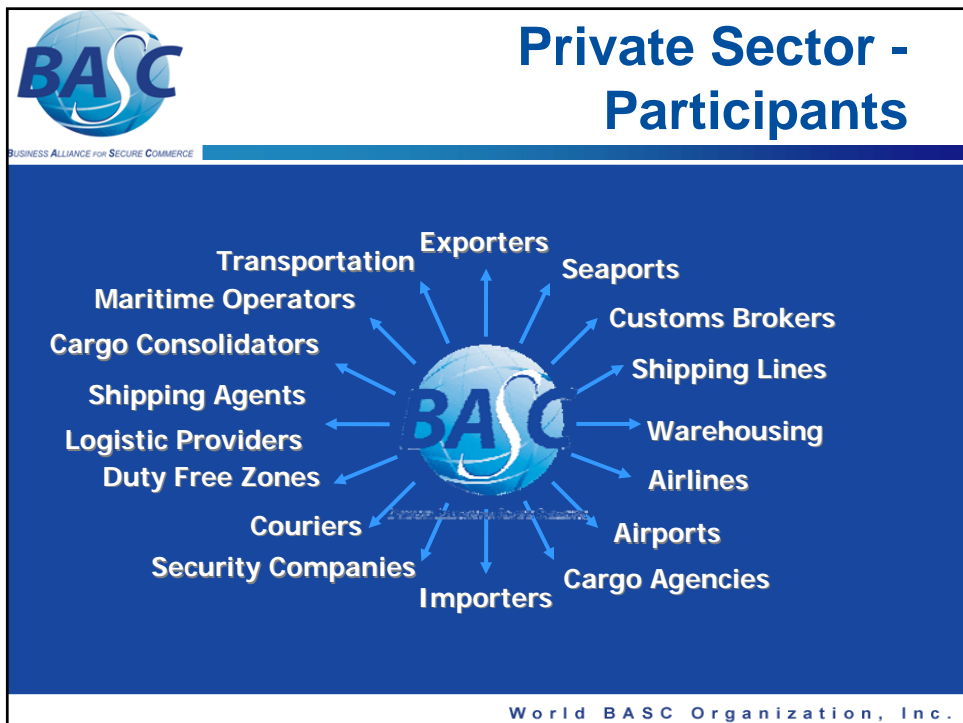 Private Sector -
Participants
BASC
BUSINESS ALLIANCE FOR SECURE COMMERCE
Exporters
Transportation
Seaports
Maritime Operators
Customs Brokers
Cargo Consolidators
Shipping Lines
Shipping Agents
BASC
Warehousing
Logistic Providers
Duty Free Zones
Airlines
Couriers
Airports
Security Companies
Cargo Agencies
Importers
World BASC Organization, Inc.